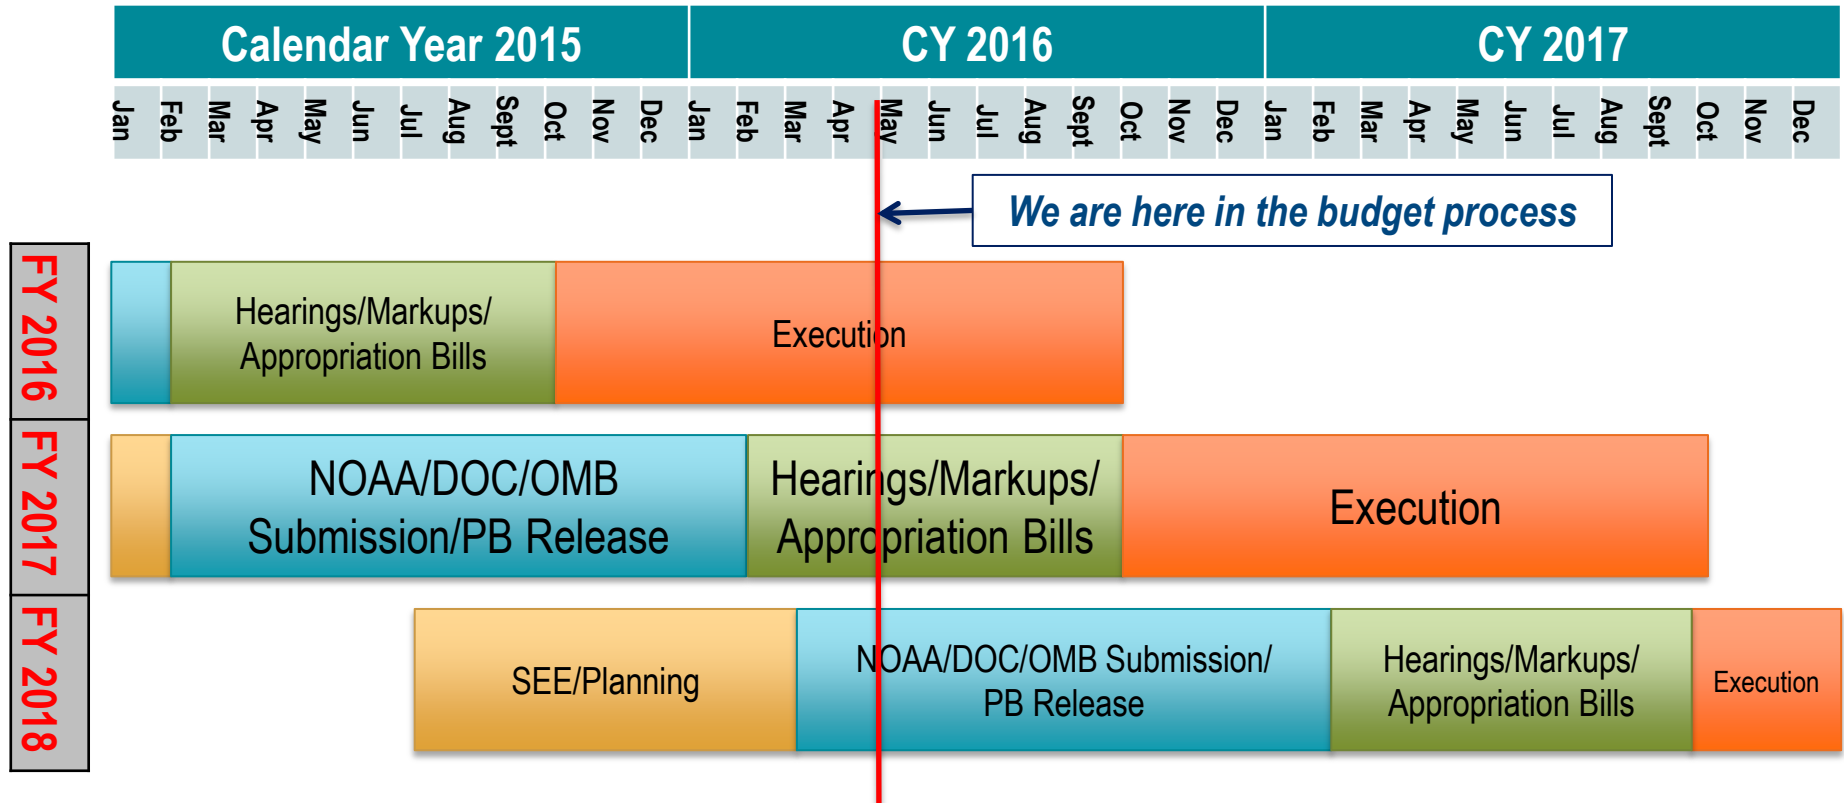 Calendar Year 2015 CY 2016 CY 2017
Jan Feb Mar Apr May Jun Jul Aug Sept Oct Nov Dec Jan Feb Mar Apr May Jun Jul Aug Sept Oct Nov Dec Jan Feb Mar Apr May Jun Jul Aug Sept Oct Nov Dec
We are here in the budget process
FY 2016
Hearings/Markups/
Appropriation Bills
Execution
FY 2017
NOAA/DOC/OMB
Submission/PB Release
Hearings/Markups/
Appropriation Bills
Execution
FY 2018
SEE/Planning
NOAA/DOC/OMB Submission/
PB Release
Hearings/Markups/
Appropriation Bills
Execution